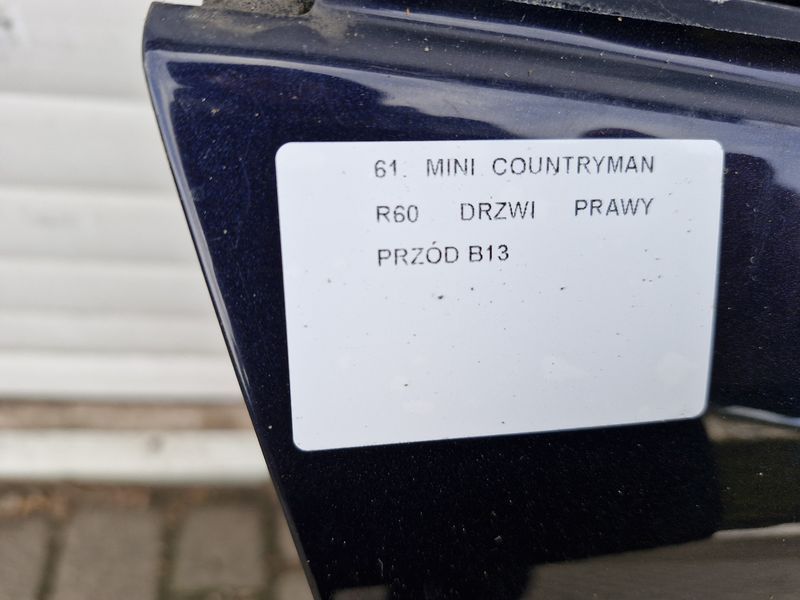 61. MINI COUNTRYMAN
R60 DRZWI PRAWY
PRZÓD B13